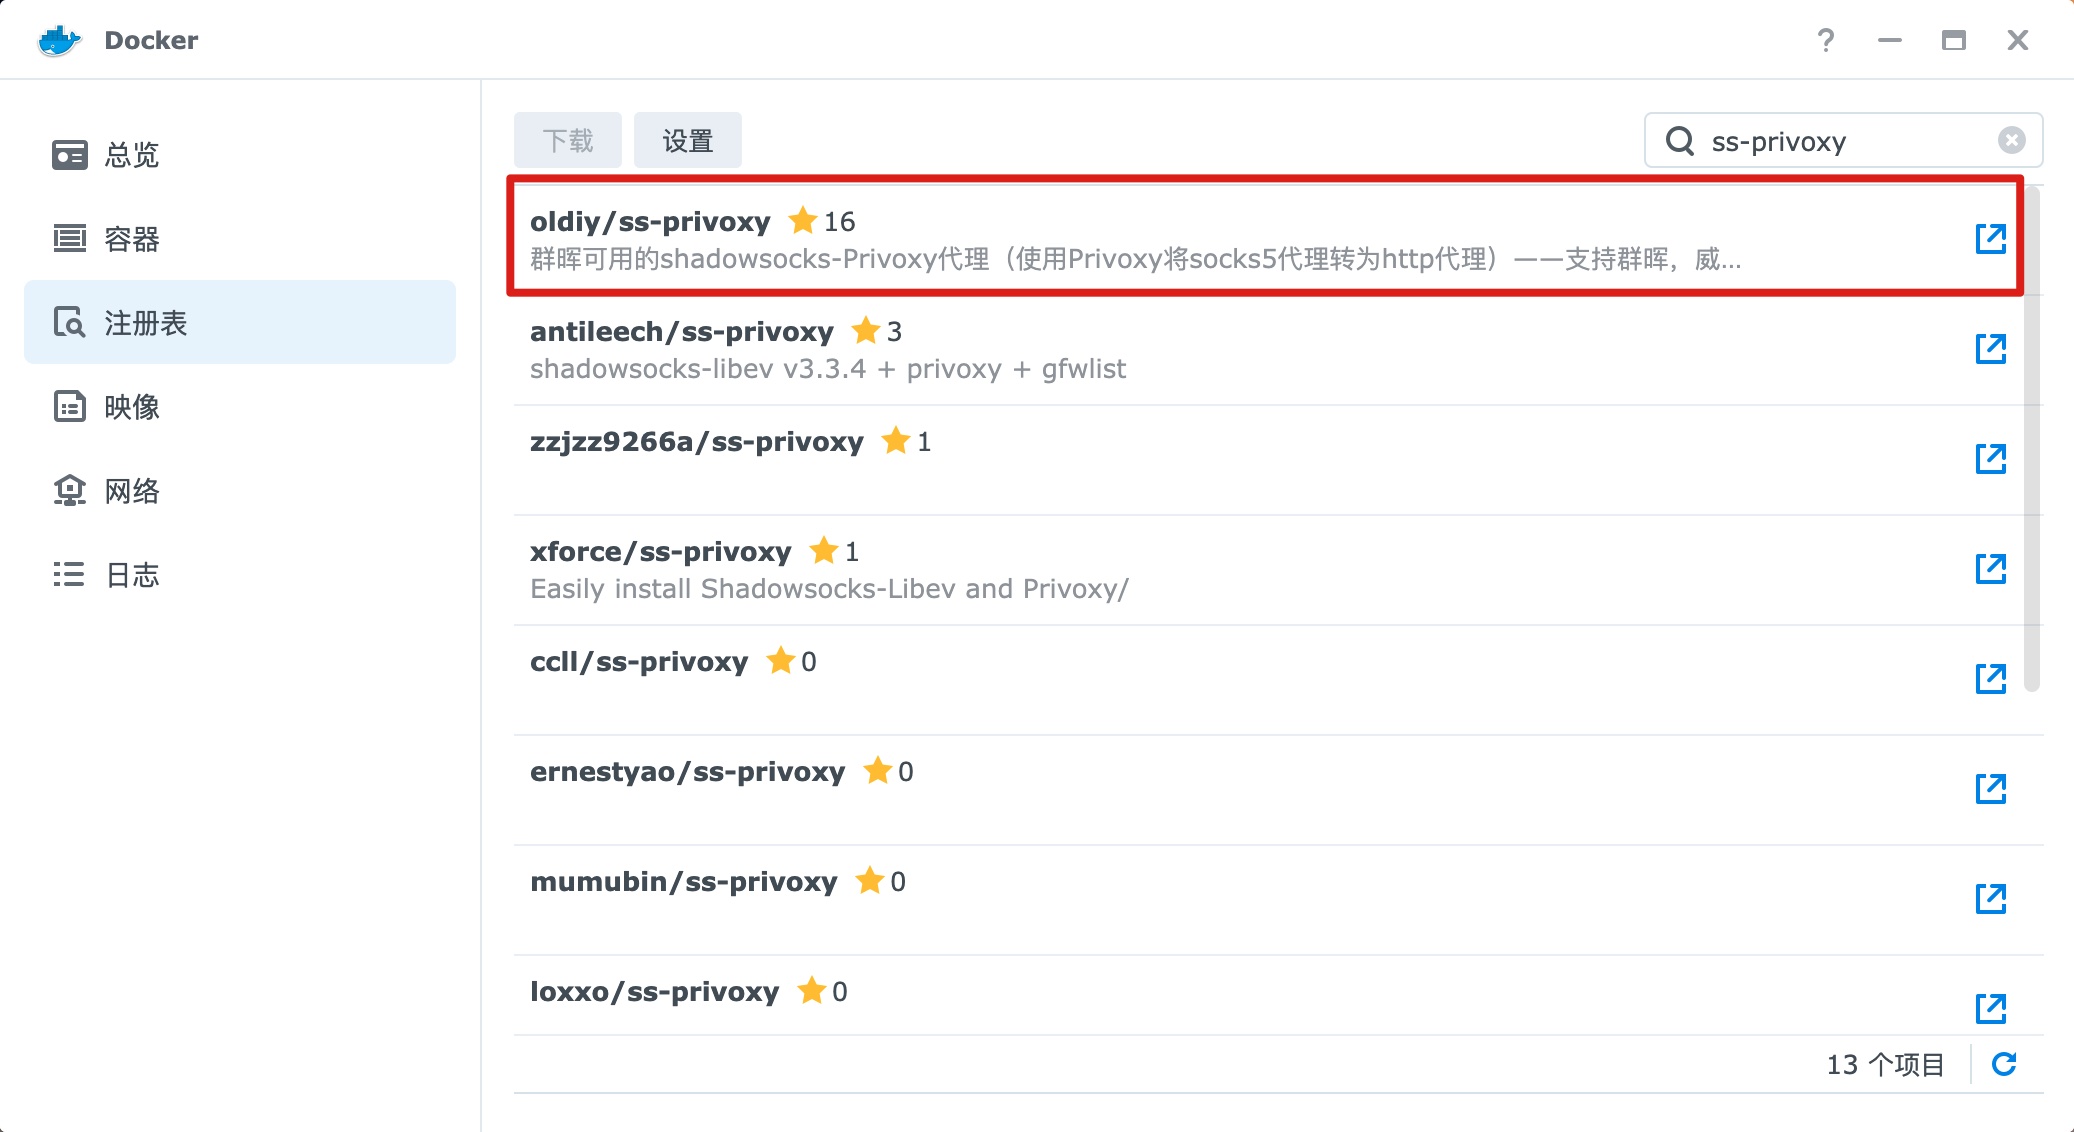 Docker
总览
容器
注册表
映像
网络
日志
下载 设置 ss-privoxy
oldiy/ss-privoxy 16
群晖可用的shadowsocks-Privoxy代理（使用Privoxy将socks5代理转为http代理）——支持群晖，威...
antileech/ss-privoxy 3
shadowsocks-libev v3.3.4 + privoxy + gfwlist
zzjzz9266a/ss-privoxy 1
xforce/ss-privoxy 1
Easily install Shadowsocks-Libev and Privoxy/
ccll/ss-privoxy 0
ernestyao/ss-privoxy 0
mumubin/ss-privoxy 0
loxxo/ss-privoxy 0
13 个项目